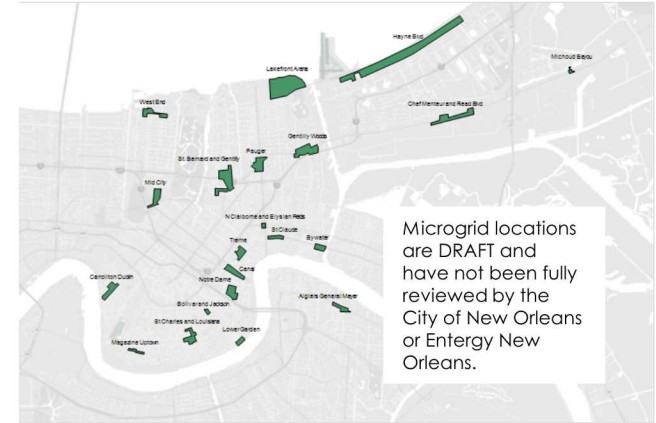 Hayne Blvd
Michoud Bayou
Lakefront Arena
West End
Chef Menteur and Read Blvd
Gentilly Woods
Pauger
St. Bernard and Gentilly
Mid City
N Claiborne and Elysian Fields
St Claude
Treme
Bywater
Canal
Carrollton Dublin
Notre Dame
Algiers General Meyer
Bolivar and Jackson
St Charles and Louisiana
Lower Garden
Magazine Uptown
Microgrid locations
are DRAFT and
have not been fully
reviewed by the
City of New Orleans
or Entergy New
Orleans.